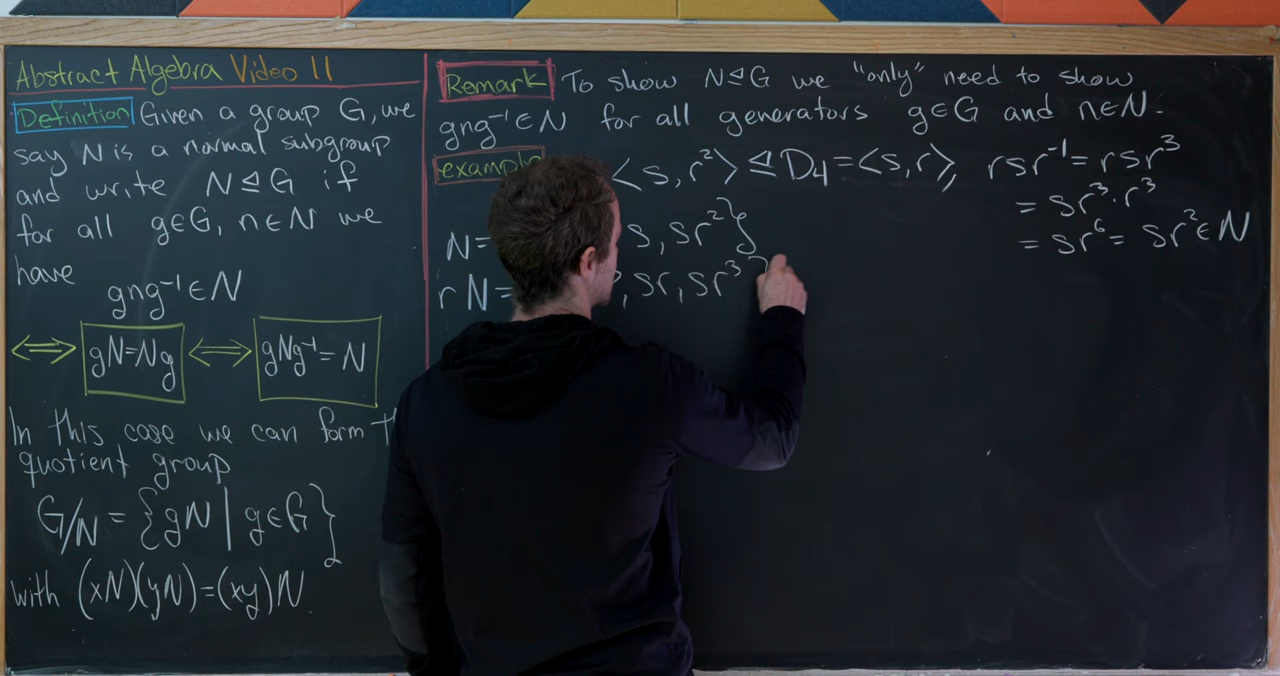 Abstract Algebra Video 11
Definition Given a group G, we
say N is a normal subgroup
and write N⊴G if
for all g∈G, n∈N we
have
gng⁻¹∈N
⟺ gN=Ng ⟺ gNg⁻¹=N
In this case we can form
quotient group
G/N = {gN | g∈G}
with (xN)(yN)=(xy)N.
Remark To show N⊴G we "only" need to show
gng⁻¹∈N for all generators g∈G and n∈N.
example ⟨s,r²⟩⊴D₄=⟨s,r⟩, rsr⁻¹=rsr³
=sr³·r³
=sr⁶=sr²∈N
N= s,sr²}
rN= ,sr,sr³}